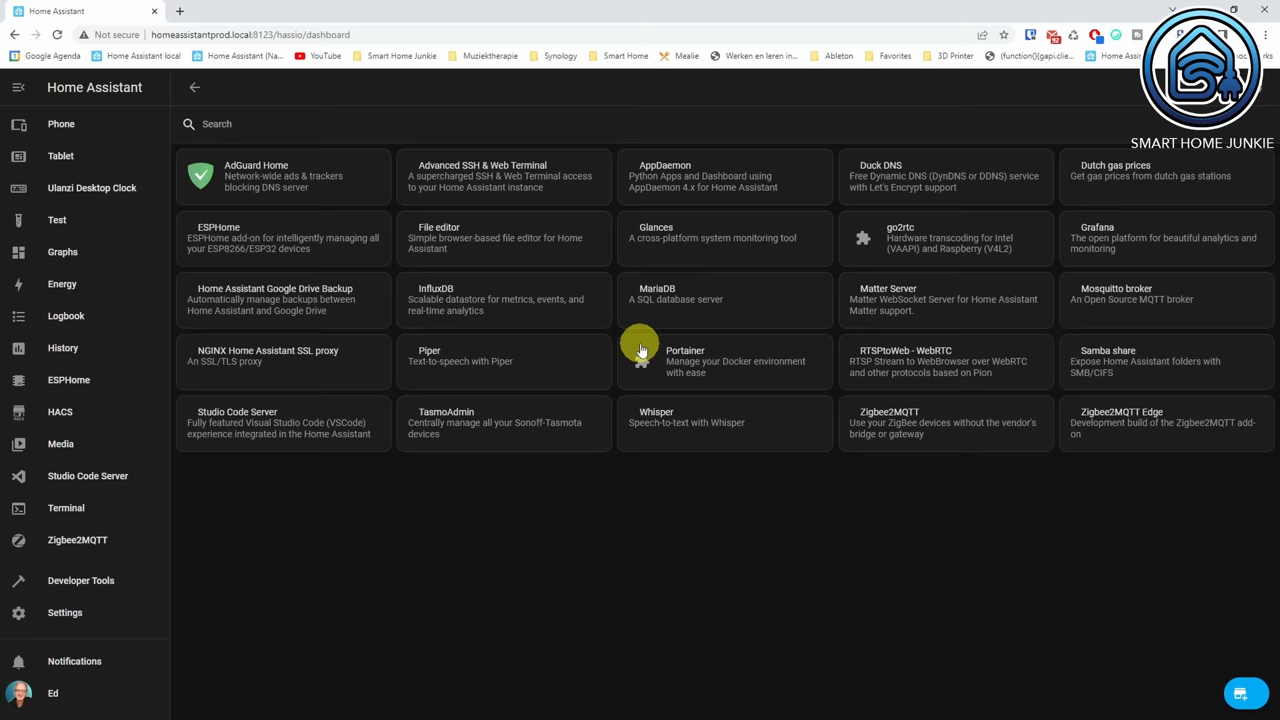 Home Assistant
Not secure
homeassistantprod.local:8123/hassio/dashboard
92
Google Agenda
Home Assistant local
Home Assistant (Na...
YouTube
Smart Home Junkie
Muziektherapie
Synology
Smart Home
Mealie
Werken en leren in...
Ableton
Favorites
3D Printer
(function(){gapi.clie...
SMART HOME JUNKIE
Home Assistant
Phone
Tablet
Ulanzi Desktop Clock
Test
Graphs
Energy
Logbook
History
ESPHome
HACS
Media
Studio Code Server
Terminal
Zigbee2MQTT
Developer Tools
Settings
Notifications
Ed
Search
AdGuard Home
Network-wide ads & trackers
blocking DNS server
Advanced SSH & Web Terminal
A supercharged SSH & Web Terminal access
to your Home Assistant instance
AppDaemon
Python Apps and Dashboard using
AppDaemon 4.x for Home Assistant
Duck DNS
Free Dynamic DNS (DynDNS or DDNS) service
with Let's Encrypt support
Dutch gas prices
Get gas prices from dutch gas stations
ESPHome
ESPHome add-on for intelligently managing all
your ESP8266/ESP32 devices
File editor
Simple browser-based file editor for Home
Assistant
Glances
A cross-platform system monitoring tool
go2rtc
Hardware transcoding for Intel
(VAAPI) and Raspberry (V4L2)
Grafana
The open platform for beautiful analytics and
monitoring
Home Assistant Google Drive Backup
Automatically manage backups between
Home Assistant and Google Drive
InfluxDB
Scalable datastore for metrics, events, and
real-time analytics
MariaDB
A SQL database server
Matter Server
Matter WebSocket Server for Home Assistant
Matter support.
Mosquitto broker
An Open Source MQTT broker
NGINX Home Assistant SSL proxy
An SSL/TLS proxy
Piper
Text-to-speech with Piper
Portainer
Manage your Docker environment
with ease
RTSPtoWeb - WebRTC
RTSP Stream to WebBrowser over WebRTC
and other protocols based on Pion
Samba share
Expose Home Assistant folders with
SMB/CIFS
Studio Code Server
Fully featured Visual Studio Code (VSCode)
experience integrated in the Home Assistant
TasmoAdmin
Centrally manage all your Sonoff-Tasmota
devices
Whisper
Speech-to-text with Whisper
Zigbee2MQTT
Use your ZigBee devices without the vendor's
bridge or gateway
Zigbee2MQTT Edge
Development build of the Zigbee2MQTT add-
on